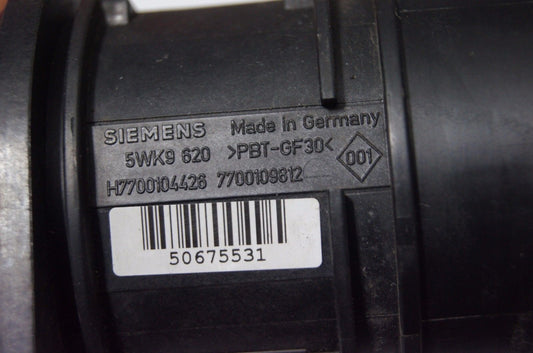 SIEMENS Made in Germany
5WK9 620 >PBT-GF30< 001
H7700104426 7700109812
50675531